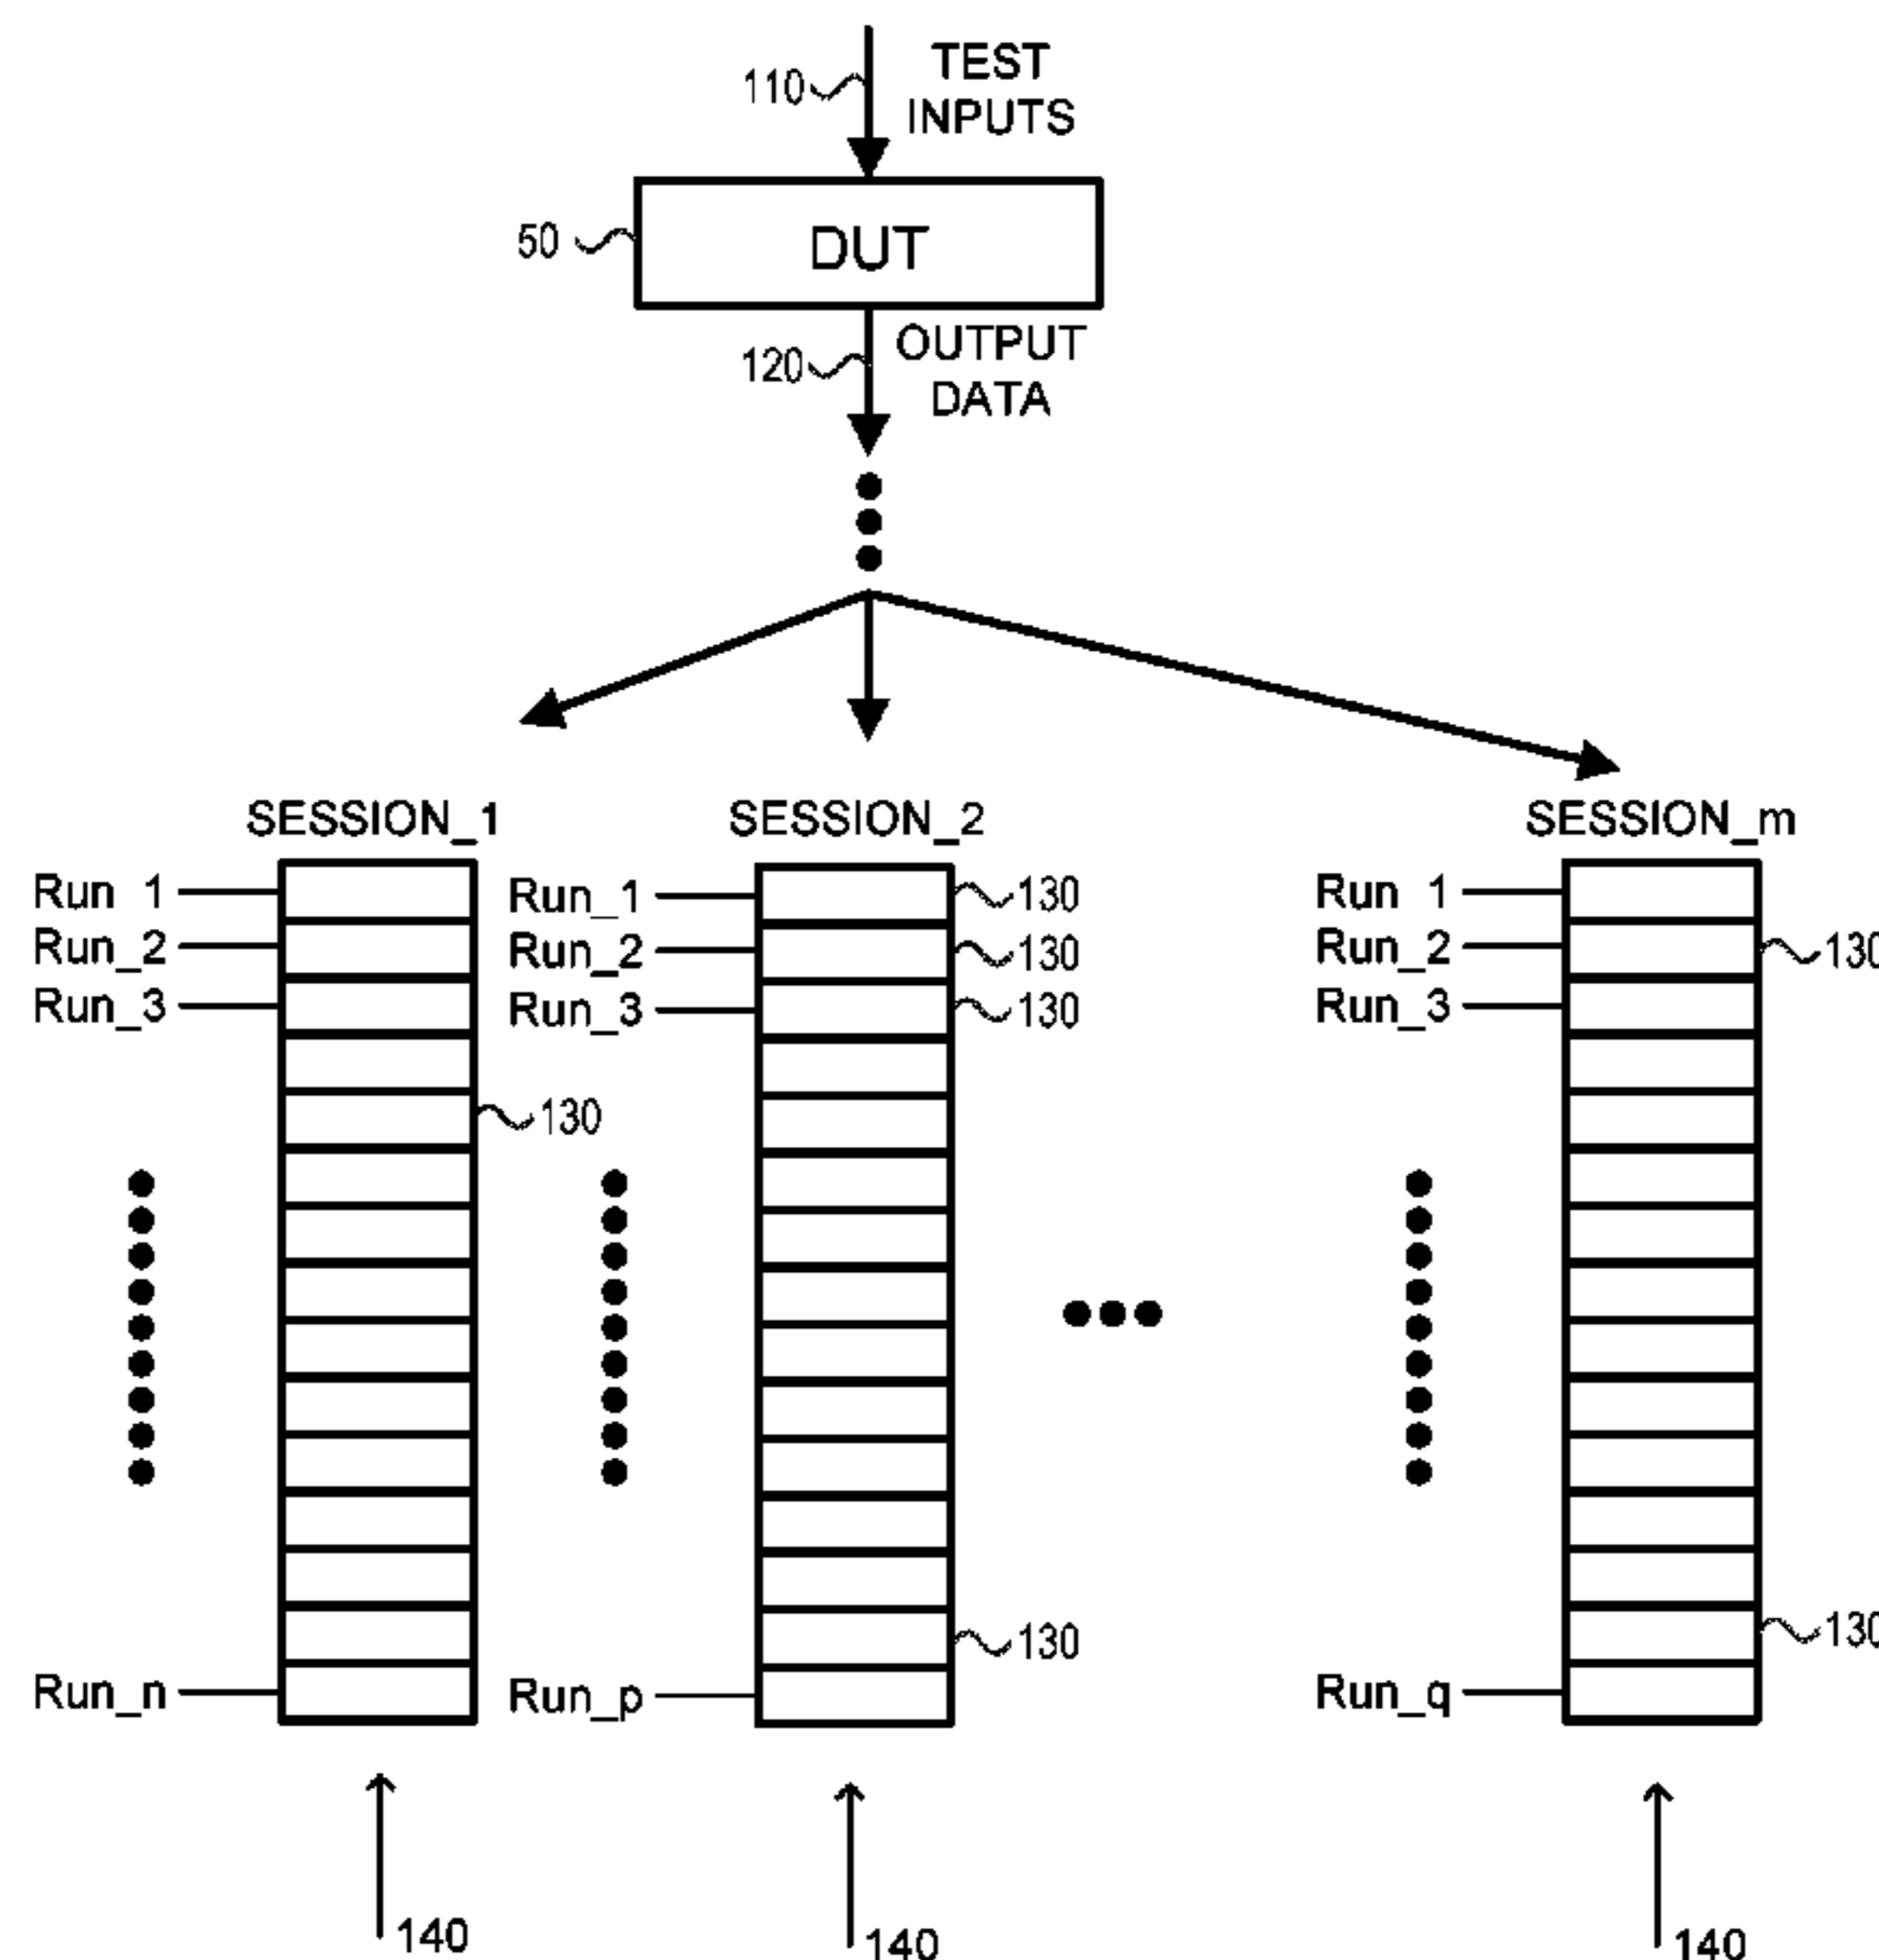 110
TEST
INPUTS
50
DUT
120
OUTPUT
DATA
SESSION_1
SESSION_2
SESSION_m
Run_1
Run_1
130
Run_1
Run_2
Run_2
130
Run_2
130
Run_3
Run_3
130
Run_3
130
130
130
Run_n
Run_p
Run_q
140
140
140